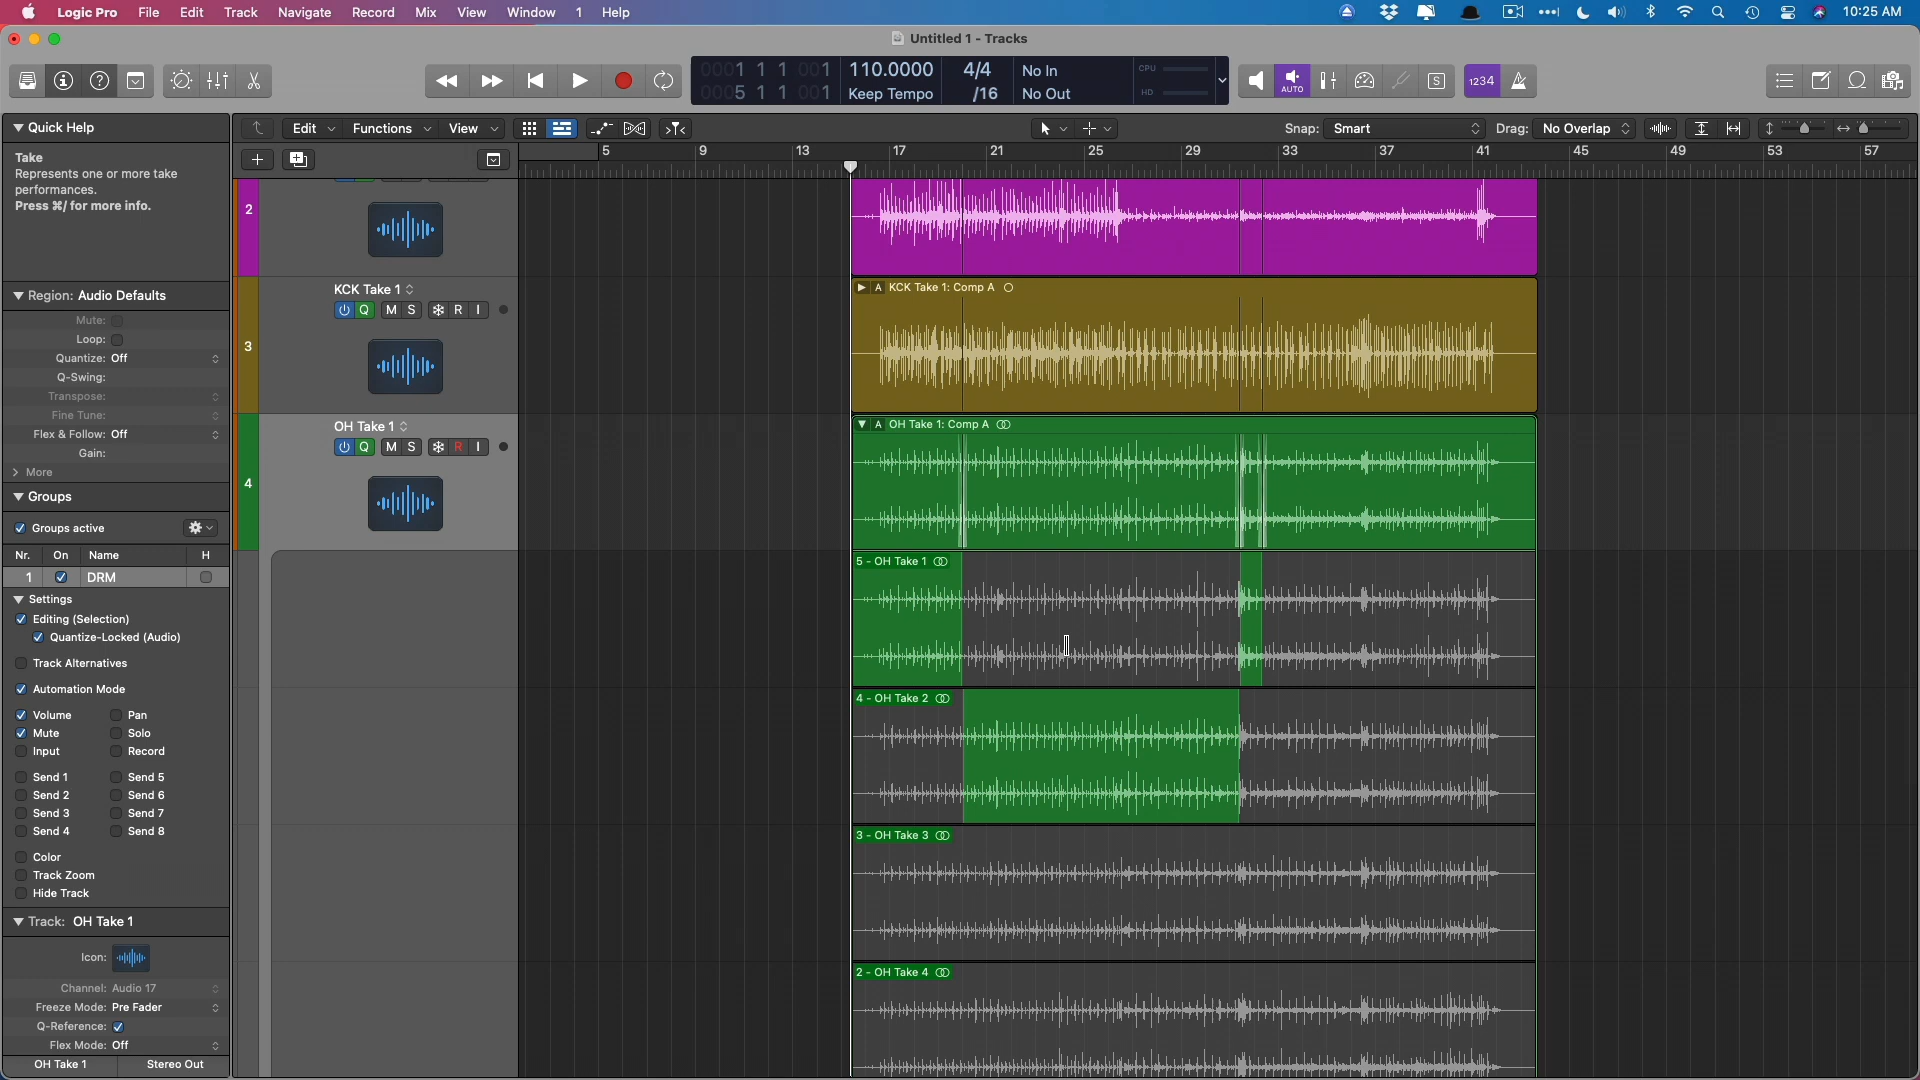 Logic Pro File Edit Track Navigate Record Mix View Window 1 Help 10:25 AM
Untitled 1 - Tracks
0001 1 1 001 110.0000 4/4 No In CPU
0005 1 1 001 Keep Tempo /16 No Out HD
AUTO S 1234
Quick Help
Edit Functions View Snap: Smart Drag: No Overlap
5 9 13 17 21 25 29 33 37 41 45 49 53 57
Take
Represents one or more take
performances.
Press ⌘/ for more info.
2
Region: Audio Defaults
Mute:
Loop:
Quantize: Off
Q-Swing:
Transpose:
Fine Tune:
Flex & Follow: Off
Gain:
More
KCK Take 1
Q M S R I
3
A KCK Take 1: Comp A
OH Take 1
Q M S R I
4
A OH Take 1: Comp A
Groups
Groups active
Nr. On Name H
1 DRM
Settings
Editing (Selection)
Quantize-Locked (Audio)
Track Alternatives
Automation Mode
Volume Pan
Mute Solo
Input Record
Send 1 Send 5
Send 2 Send 6
Send 3 Send 7
Send 4 Send 8
Color
Track Zoom
Hide Track
5 - OH Take 1
4 - OH Take 2
3 - OH Take 3
2 - OH Take 4
Track: OH Take 1
Icon:
Channel: Audio 17
Freeze Mode: Pre Fader
Q-Reference:
Flex Mode: Off
OH Take 1 Stereo Out